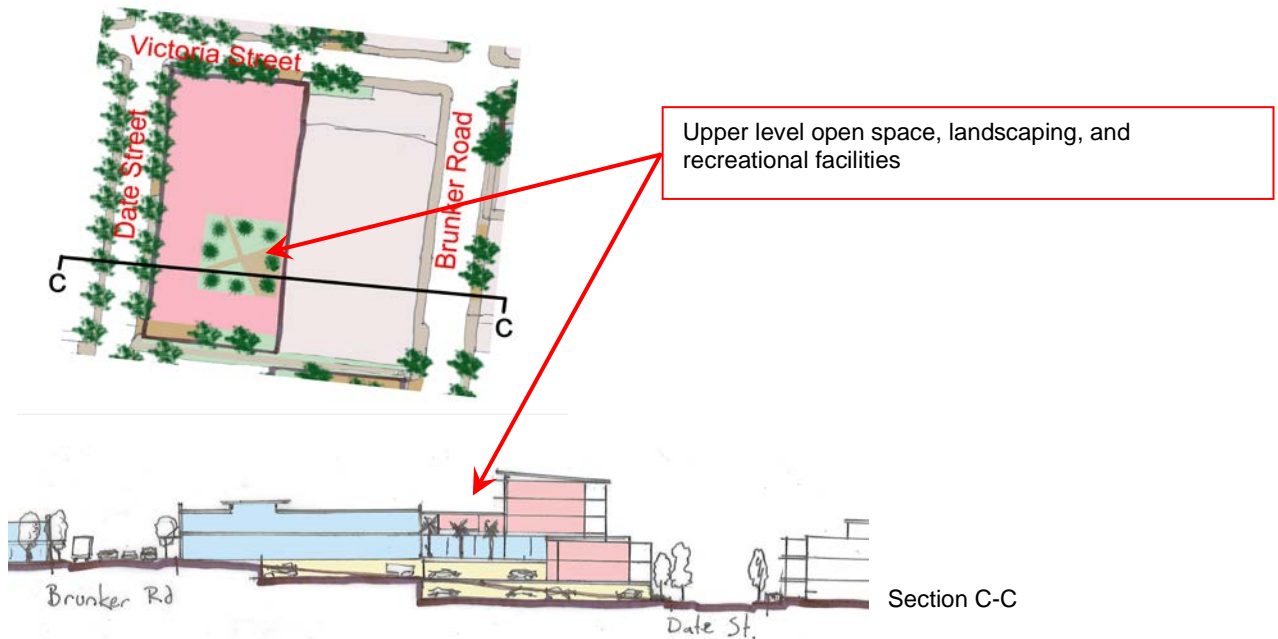 Victoria Street
Date Street
Brunker Road
C
C
Upper level open space, landscaping, and
recreational facilities
Brunker Rd
Date St.
Section C-C